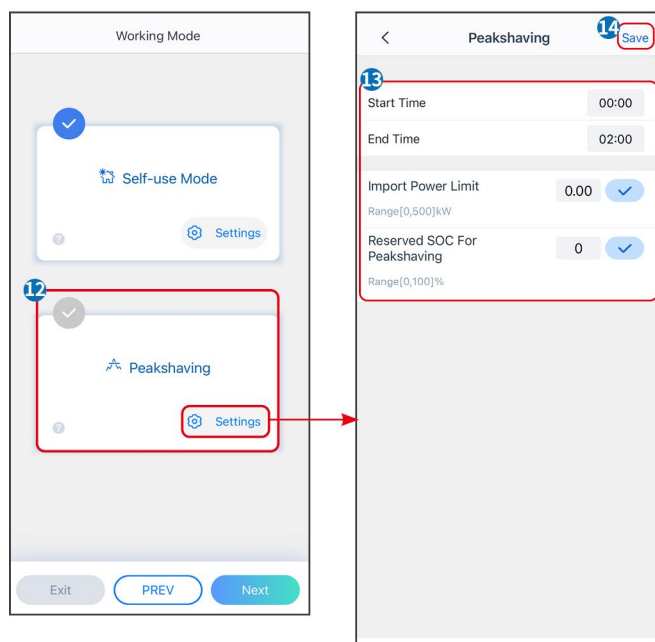 Working Mode
Self-use Mode
?
Settings
12
Peakshaving
?
Settings
Exit
PREV
Next
Peakshaving
14
Save
13
Start Time
00:00
End Time
02:00
Import Power Limit
0.00
Range[0,500]kW
Reserved SOC For
Peakshaving
0
Range[0,100]%